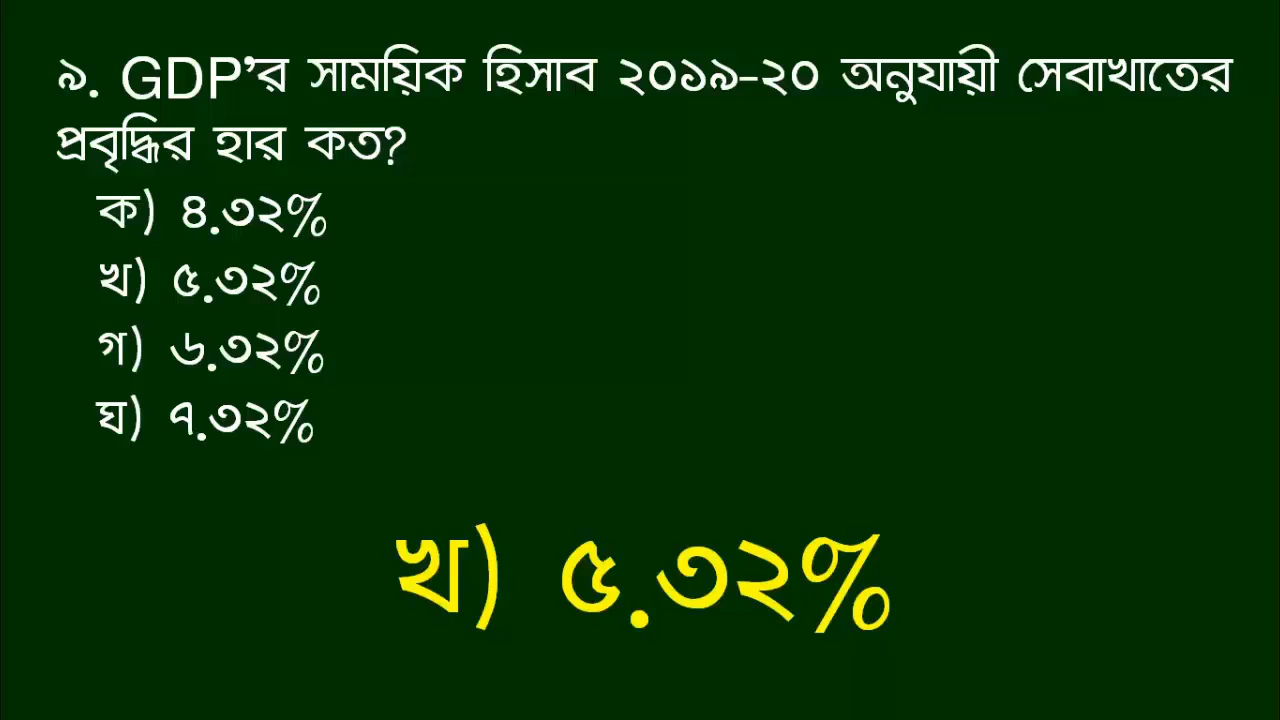 ৯. GDP’র সাময়িক হিসাব ২০১৯-২০ অনুযায়ী সেবাখাতের
প্রবৃদ্ধির হার কত?
ক) ৪.৩২%
খ) ৫.৩২%
গ) ৬.৩২%
ঘ) ৭.৩২%
খ) ৫.৩২%